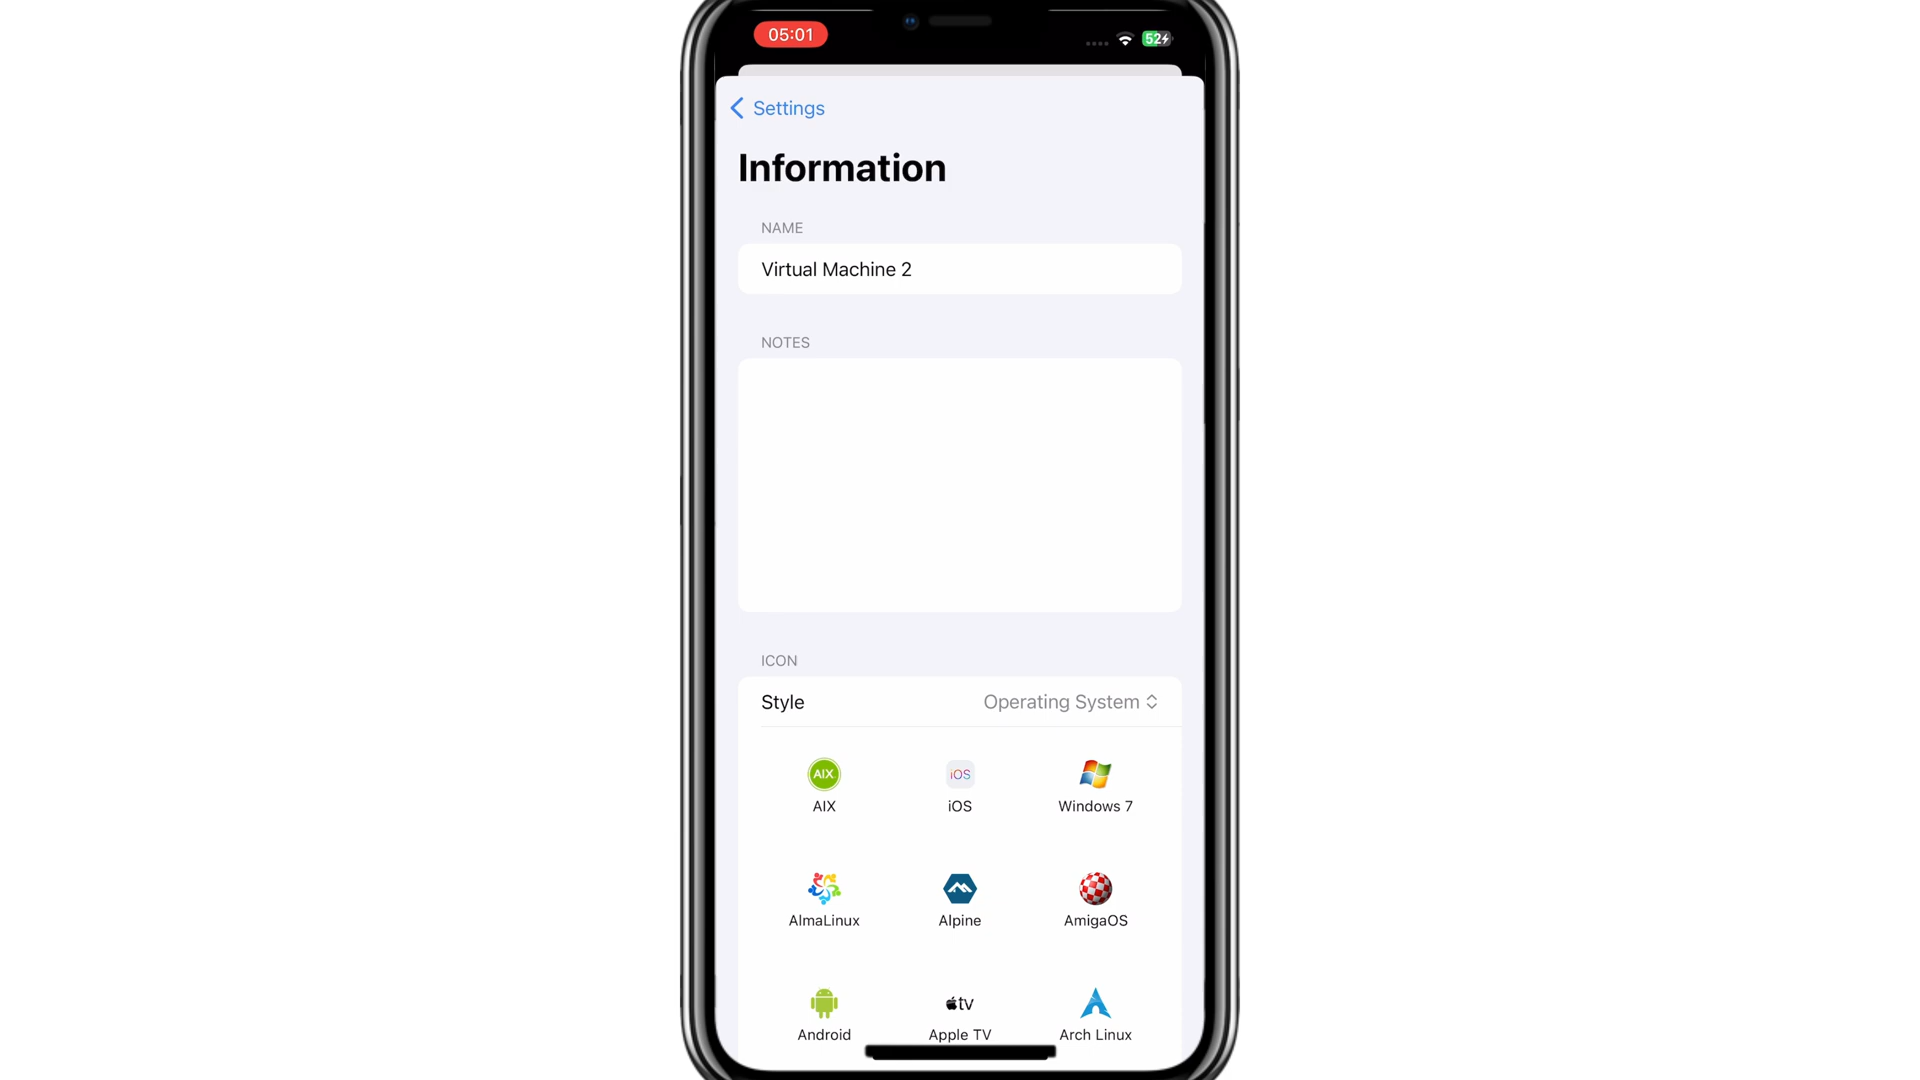 05:01
52
Settings
Information
NAME
Virtual Machine 2
NOTES
ICON
Style
Operating System
AIX
iOS
AIX
iOS
Windows 7
AlmaLinux
Alpine
AmigaOS
tv
Android
Apple TV
Arch Linux